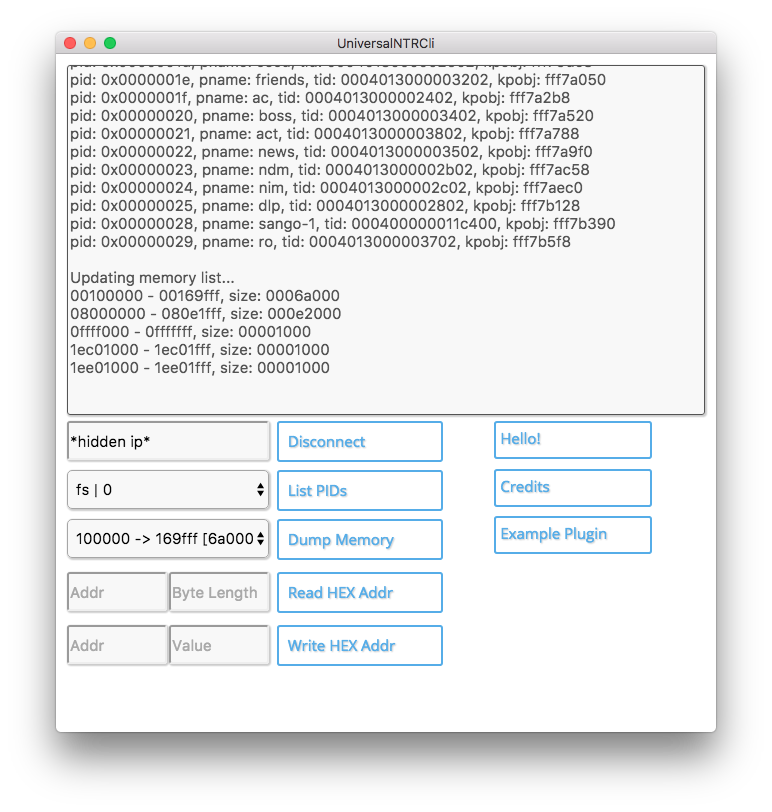 UniversalNTRCli
pid: 0x0000001e, pname: friends, tid: 0004013000003202, kpobj: fff7a050
pid: 0x0000001f, pname: ac, tid: 0004013000002402, kpobj: fff7a2b8
pid: 0x00000020, pname: boss, tid: 0004013000003402, kpobj: fff7a520
pid: 0x00000021, pname: act, tid: 0004013000003802, kpobj: fff7a788
pid: 0x00000022, pname: news, tid: 0004013000003502, kpobj: fff7a9f0
pid: 0x00000023, pname: ndm, tid: 0004013000002b02, kpobj: fff7ac58
pid: 0x00000024, pname: nim, tid: 0004013000002c02, kpobj: fff7aec0
pid: 0x00000025, pname: dlp, tid: 0004013000002802, kpobj: fff7b128
pid: 0x00000028, pname: sango-1, tid: 000400000011c400, kpobj: fff7b390
pid: 0x00000029, pname: ro, tid: 0004013000003702, kpobj: fff7b5f8
Updating memory list...
00100000 - 00169fff, size: 0006a000
08000000 - 080e1fff, size: 000e2000
0ffff000 - 0fffffff, size: 00001000
1ec01000 - 1ec01fff, size: 00001000
1ee01000 - 1ee01fff, size: 00001000
*hidden ip* Disconnect Hello!
fs | 0 List PIDs Credits
100000 -> 169fff [6a000 Dump Memory Example Plugin
Addr Byte Length Read HEX Addr
Addr Value Write HEX Addr